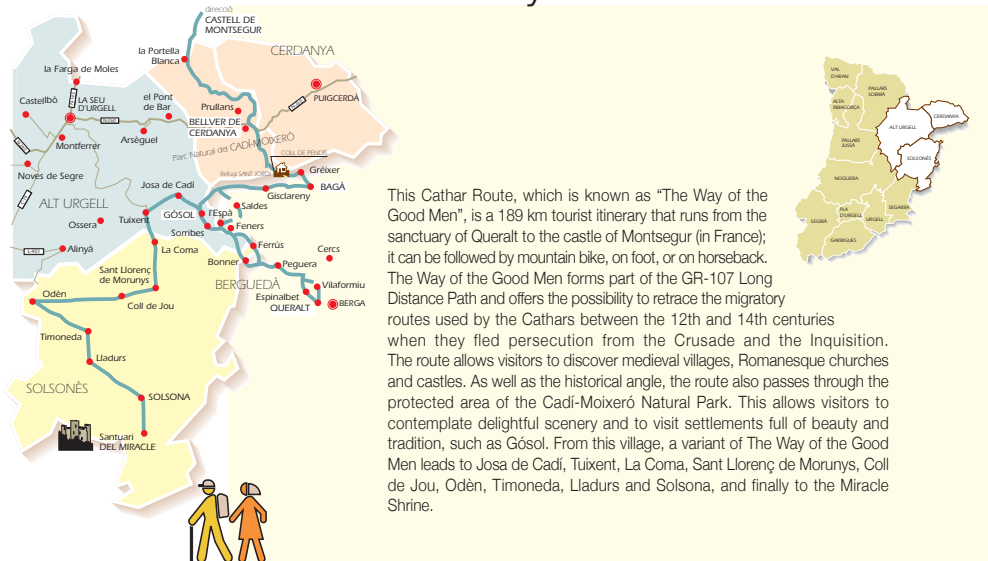 direcció
CASTELL DE
MONTSEGUR
la Portella
Blanca
CERDANYA
la Farga de Moles
PUIGCERDÀ
Castellbò
LA SEU
D'URGELL
el Pont
de Bar
Prullans
BELLVER DE
CERDANYA
N-260
Arsèguel
Montferrer
Parc Natural del CADÍ-MOIXERÓ
COLL DE PENDÍS
Refugi SANT JORDI
Gréixer
Noves de Segre
Josa de Cadí
BAGÀ
Gisclareny
ALT URGELL
Saldes
Tuixent
GÓSOL
l'Espà
Ossera
Feners
Sorribes
Alinyà
La Coma
Ferrús
Cercs
Sant Llorenç
de Morunys
Bonner
Peguera
BERGUEDÀ
Vilaformiu
Odèn
Espinalbet
QUERALT
BERGA
Coll de Jou
Timoneda
Lladurs
SOLSONÈS
SOLSONA
Santuari
DEL MIRACLE
VAL
D'ARAN
PALLARS
SOBIRÀ
ALTA
RIBAGORÇA
CERDANYA
ALT URGELL
PALLARS
JUSSÀ
SOLSONÈS
NOGUERA
SEGARRA
PLA
D'URGELL
SEGRIÀ
URGELL
GARRIGUES
This Cathar Route, which is known as “The Way of the
Good Men”, is a 189 km tourist itinerary that runs from the
sanctuary of Queralt to the castle of Montsegur (in France);
it can be followed by mountain bike, on foot, or on horseback.
The Way of the Good Men forms part of the GR-107 Long
Distance Path and offers the possibility to retrace the migratory
routes used by the Cathars between the 12th and 14th centuries
when they fled persecution from the Crusade and the Inquisition.
The route allows visitors to discover medieval villages, Romanesque churches
and castles. As well as the historical angle, the route also passes through the
protected area of the Cadí-Moixeró Natural Park. This allows visitors to
contemplate delightful scenery and to visit settlements full of beauty and
tradition, such as Gósol. From this village, a variant of The Way of the Good
Men leads to Josa de Cadí, Tuixent, La Coma, Sant Llorenç de Morunys, Coll
de Jou, Odèn, Timoneda, Lladurs and Solsona, and finally to the Miracle
Shrine.